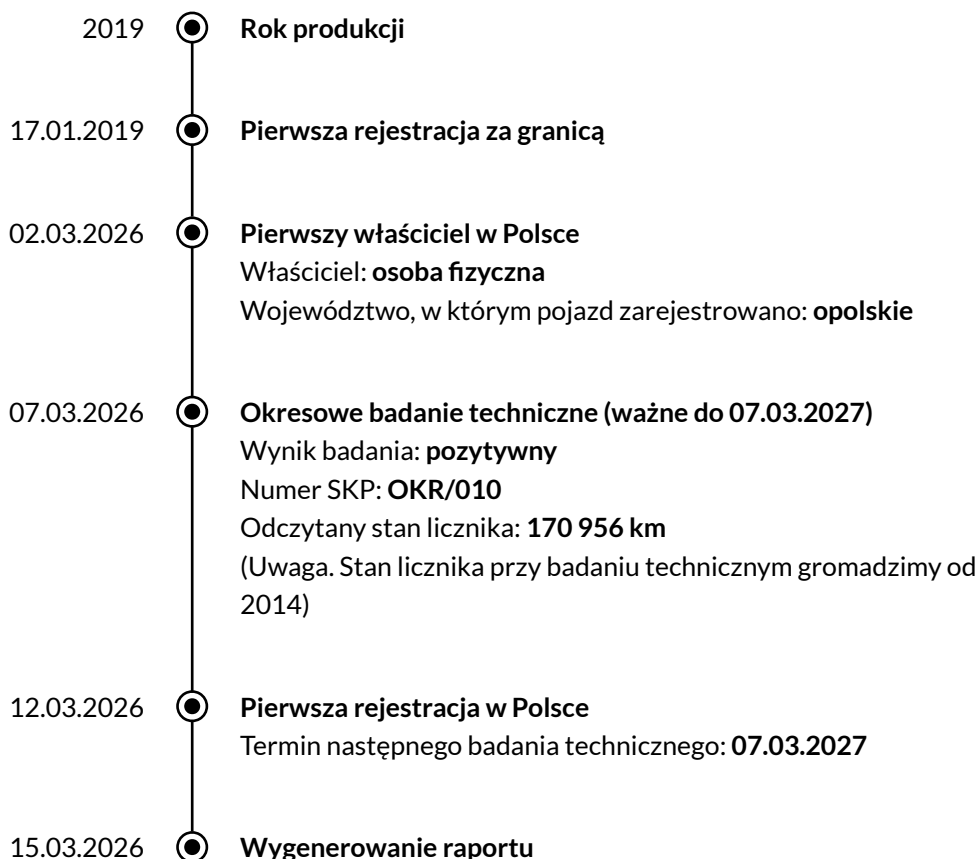 2019 Rok produkcji
17.01.2019 Pierwsza rejestracja za granicą
02.03.2026 Pierwszy właściciel w Polsce
Właściciel: osoba fizyczna
Województwo, w którym pojazd zarejestrowano: opolskie
07.03.2026 Okresowe badanie techniczne (ważne do 07.03.2027)
Wynik badania: pozytywny
Numer SKP: OKR/010
Odczytany stan licznika: 170 956 km
(Uwaga. Stan licznika przy badaniu technicznym gromadzimy od
2014)
12.03.2026 Pierwsza rejestracja w Polsce
Termin następnego badania technicznego: 07.03.2027
15.03.2026 Wygenerowanie raportu